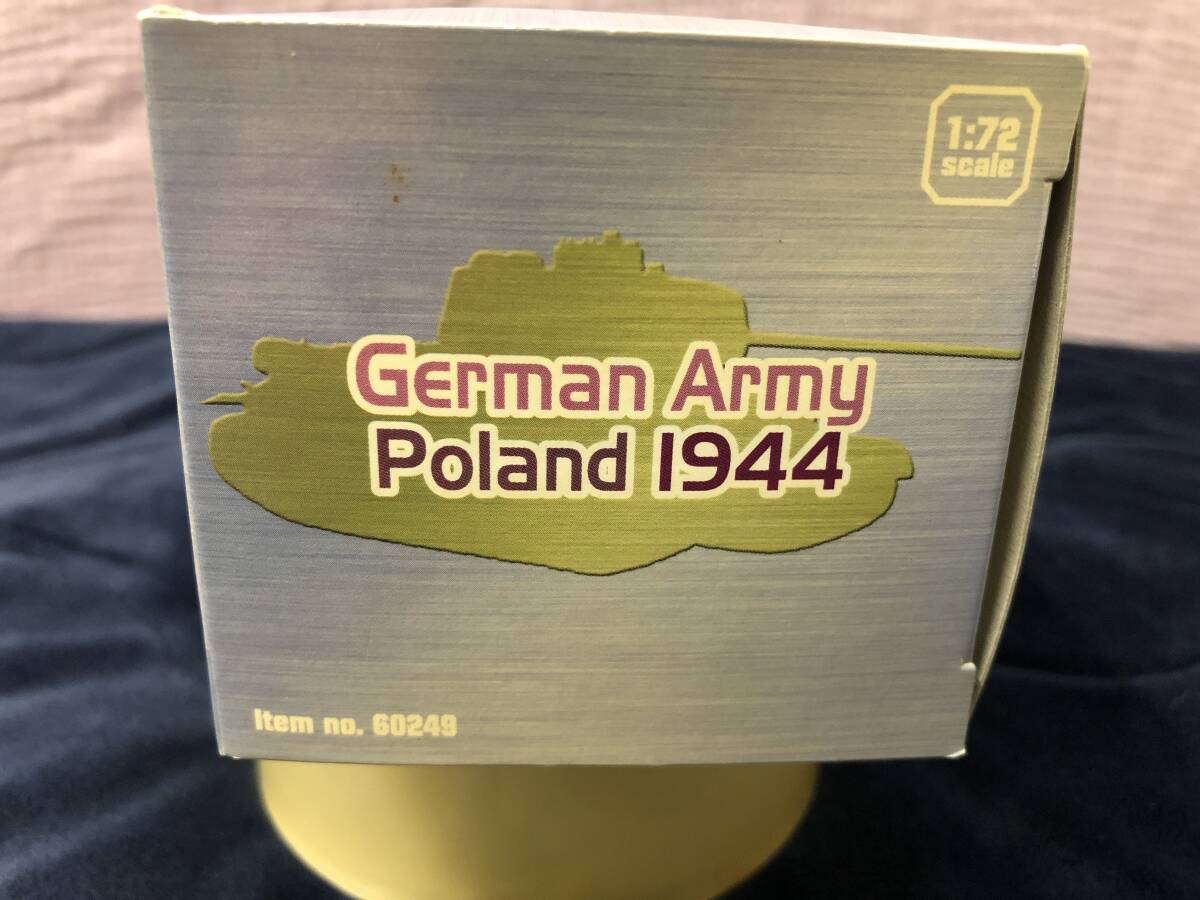 1:72
scale
German Army
Poland 1944
Item no. 60249